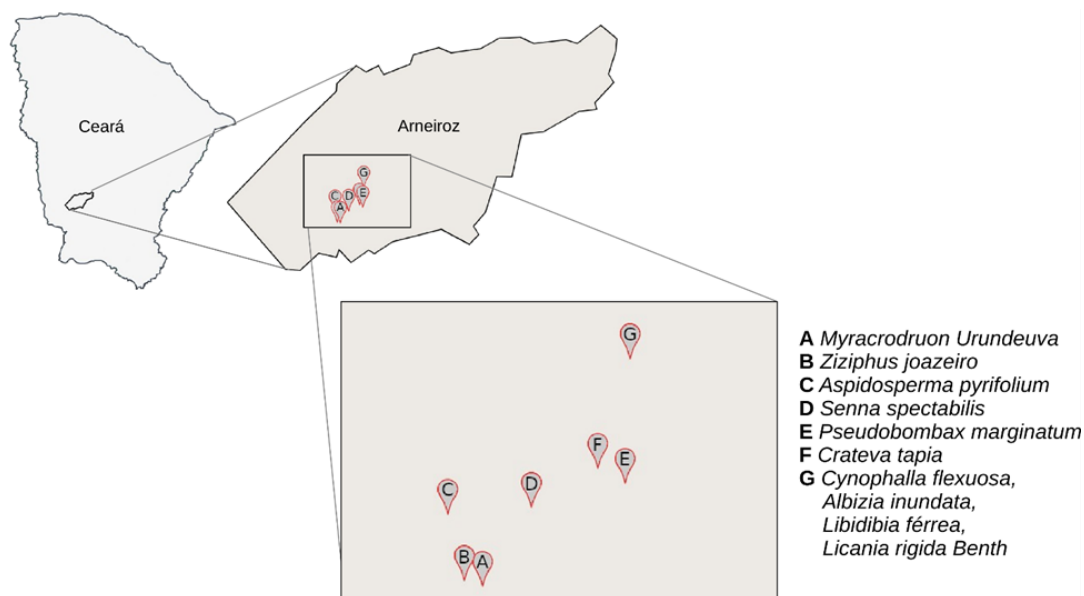 Ceará
Arneiroz
G
C D E
A
G
F
E
D
C
B A
A Myracrodruon Urundeuva
B Ziziphus joazeiro
C Aspidosperma pyrifolium
D Senna spectabilis
E Pseudobombax marginatum
F Crateva tapia
G Cynophalla flexuosa,
Albizia inundata,
Libidibia férrea,
Licania rigida Benth